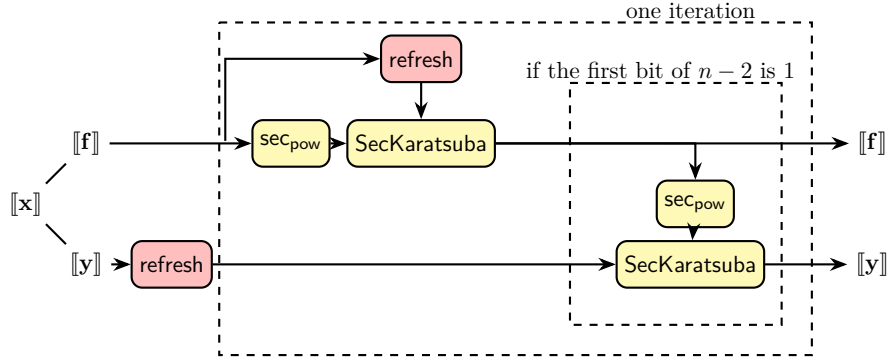 one iteration
refresh
if the first bit of n − 2 is 1
⟦f⟧
sec_pow
SecKaratsuba
⟦f⟧
⟦x⟧
sec_pow
⟦y⟧
refresh
SecKaratsuba
⟦y⟧